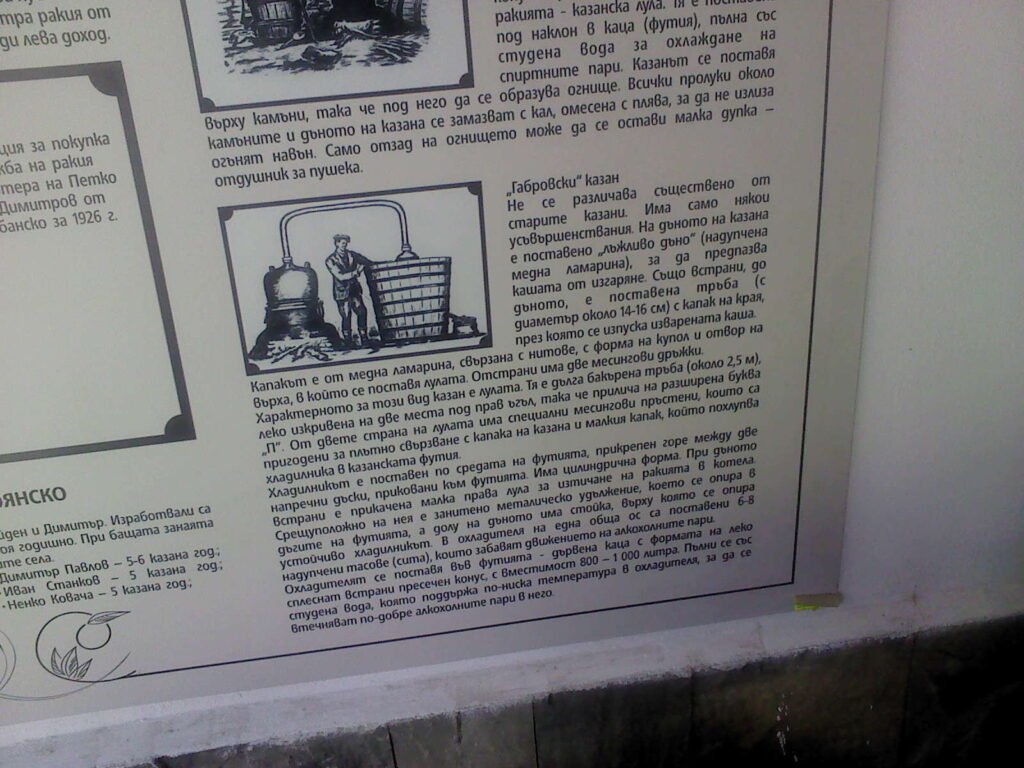 тра ракия от
ди лева доход.
ция за покупка
жба на ракия
тера на Петко
Димитров от
банско за 1926 г.
ЯНСКО
йден и Димитър. Изработвали са
оя годишно. При бащата занаята
ите села.
Димитър Павлов – 5-6 казана год.;
• Иван Станков – 5 казана год.;
• Ненко Ковача – 5 казана год.;
ракията - казанска лула. Тя е поставена
под наклон в каца (футия), пълна със
студена вода за охлаждане на
спиртните пари. Казанът се поставя
върху камъни, така че под него да се образува огнище. Всички пролуки около
камъните и дъното на казана се замазват с кал, омесена с плява, за да не излиза
огънят навън. Само отзад на огнището може да се остави малка дупка –
отдушник за пушека.
„Габровски“ казан
Не се различава съществено от
старите казани. Има само някои
усъвършенствания. На дъното на казана
е поставено „лъжливо дъно“ (надупчена
медна ламарина), за да предпазва
кашата от изгаряне. Също встрани, до
дъното, е поставена тръба (с
диаметър около 14-16 см) с капак на края,
през която се изпуска изварената каша.
Капакът е от медна ламарина, свързана с нитове, с форма на купол и отвор на
върха, в който се поставя лулата. Отстрани има две месингови дръжки.
Характерното за този вид казан е лулата. Тя е дълга бакърена тръба (около 2,5 м),
леко изкривена на две места под прав ъгъл, така че прилича на разширена буква
„П“. От двете страна на лулата има специални месингови пръстени, които са
пригодени за плътно свързване с капака на казана и малкия капак, който похлупва
хладилника в казанската футия.
Хладилникът е поставен по средата на футията, прикрепен горе между две
напречни дъски, приковани към футията. Има цилиндрична форма. При дъното
встрани е прикачена малка права лула за изтичане на ракията в котела.
Срещуположно на нея е занитено металическо удължение, което се опира в
дъгите на футията, а долу на дъното има стойка, върху която се опира
устойчиво хладилникът. В охладителя на една обща ос са поставени 6-8
надупчени тасове (сита), които забавят движението на алкохолните пари.
Охладителят се поставя във футията - дървена каца с формата на леко
сплеснат встрани пресечен конус, с вместимост 800 – 1 000 литра. Пълни се със
студена вода, която поддържа по-ниска температура в охладителя, за да се
втечняват по-добре алкохолните пари в него.